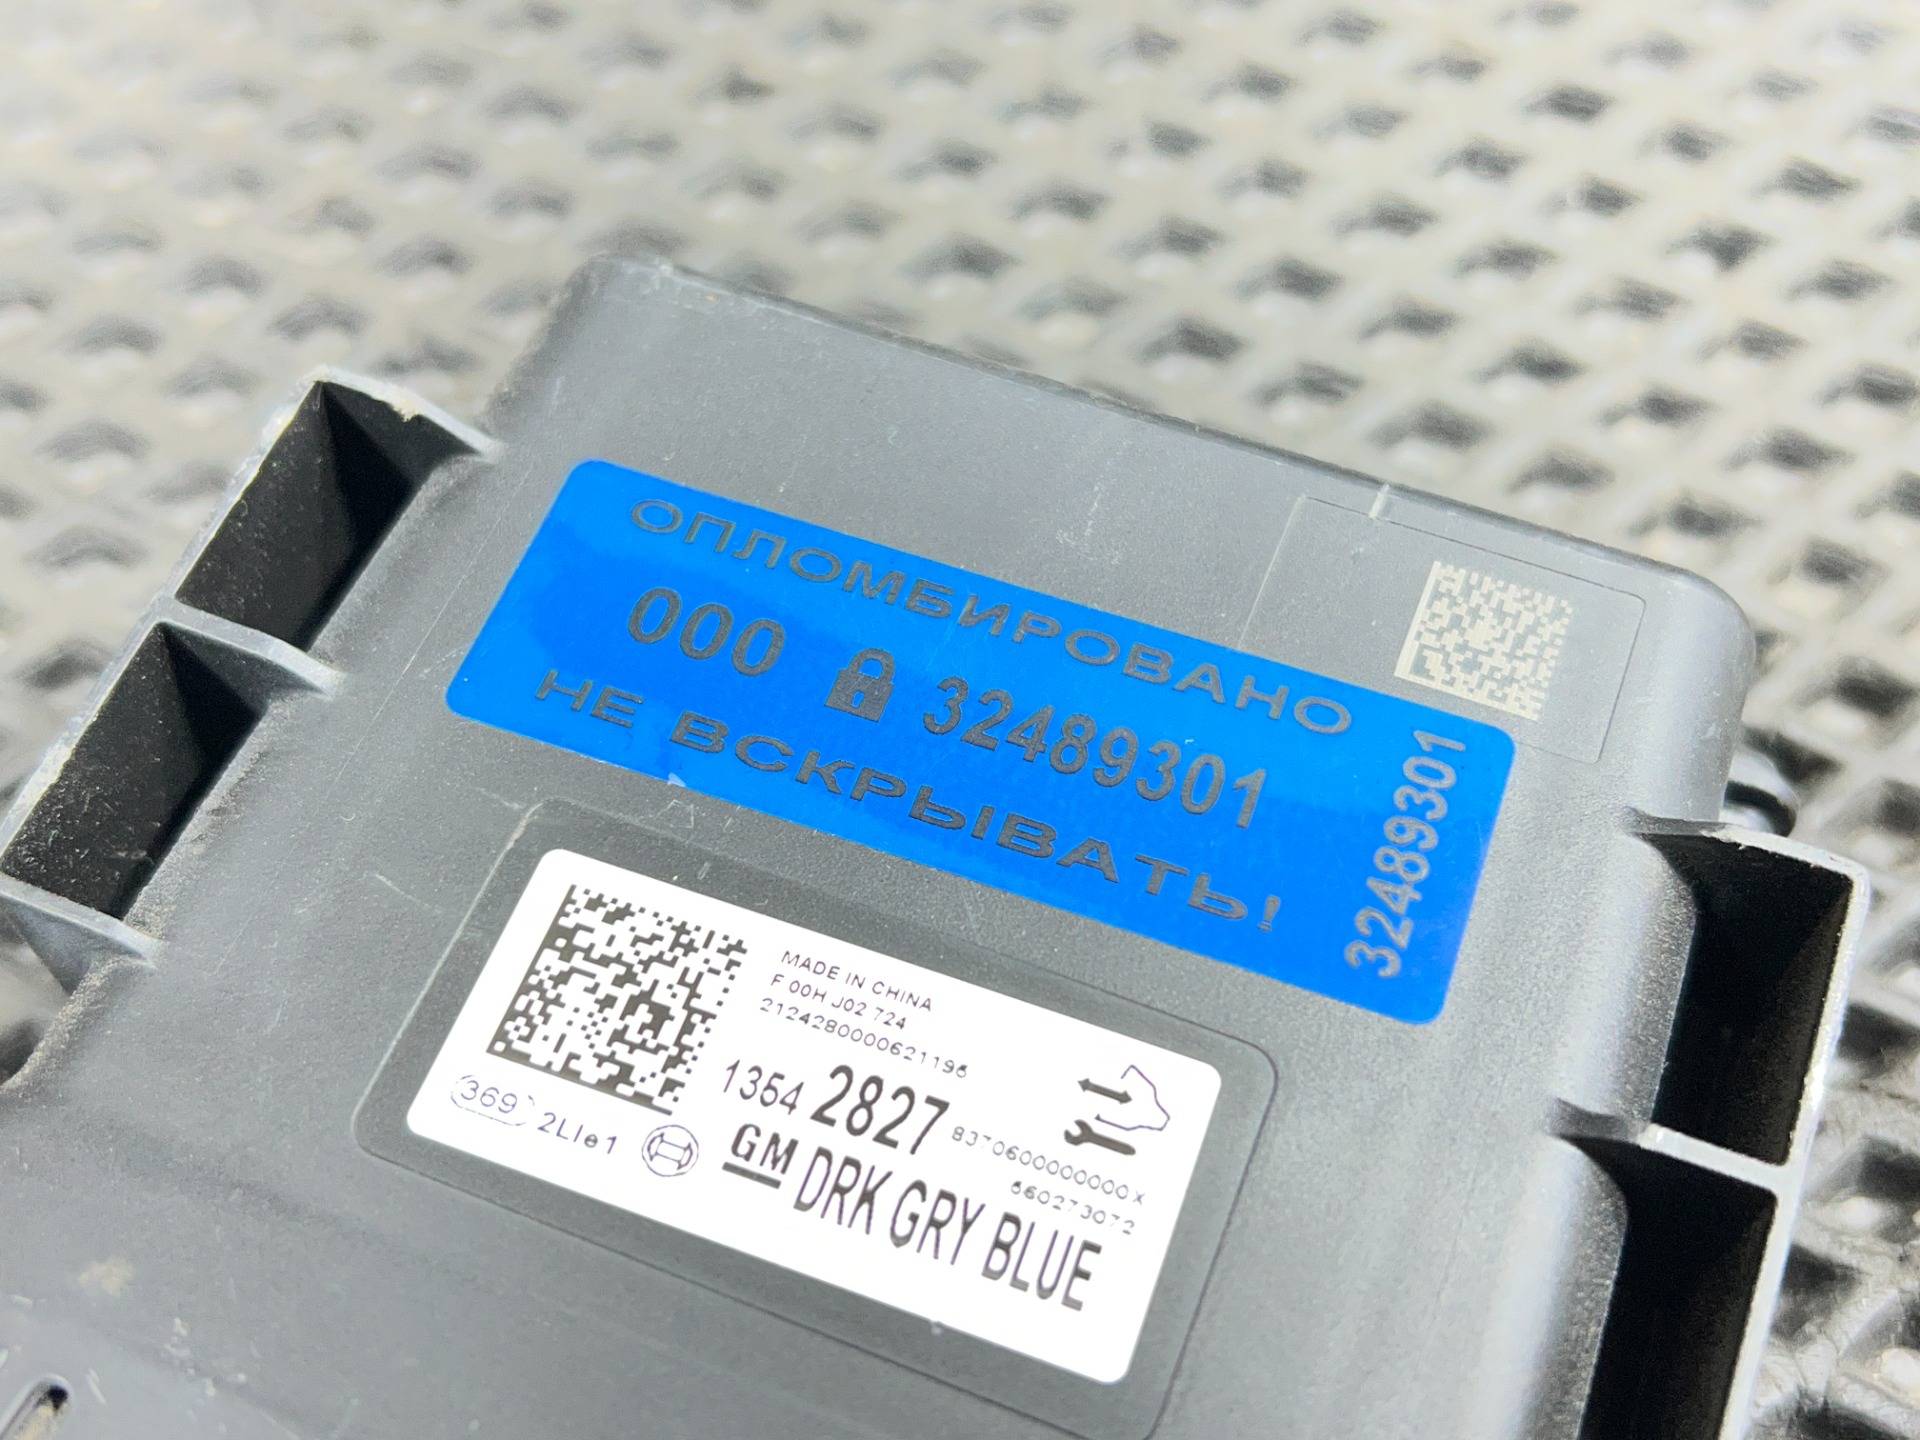 ОПЛОМБИРОВАНО
000 32489301
НЕ ВСКРЫВАТЬ!
32489301
MADE IN CHINA
F 00H J02 724
2124280000621196
1354 2827
83706000000000X
660273072
369 2LIe1
GM DRK GRY BLUE